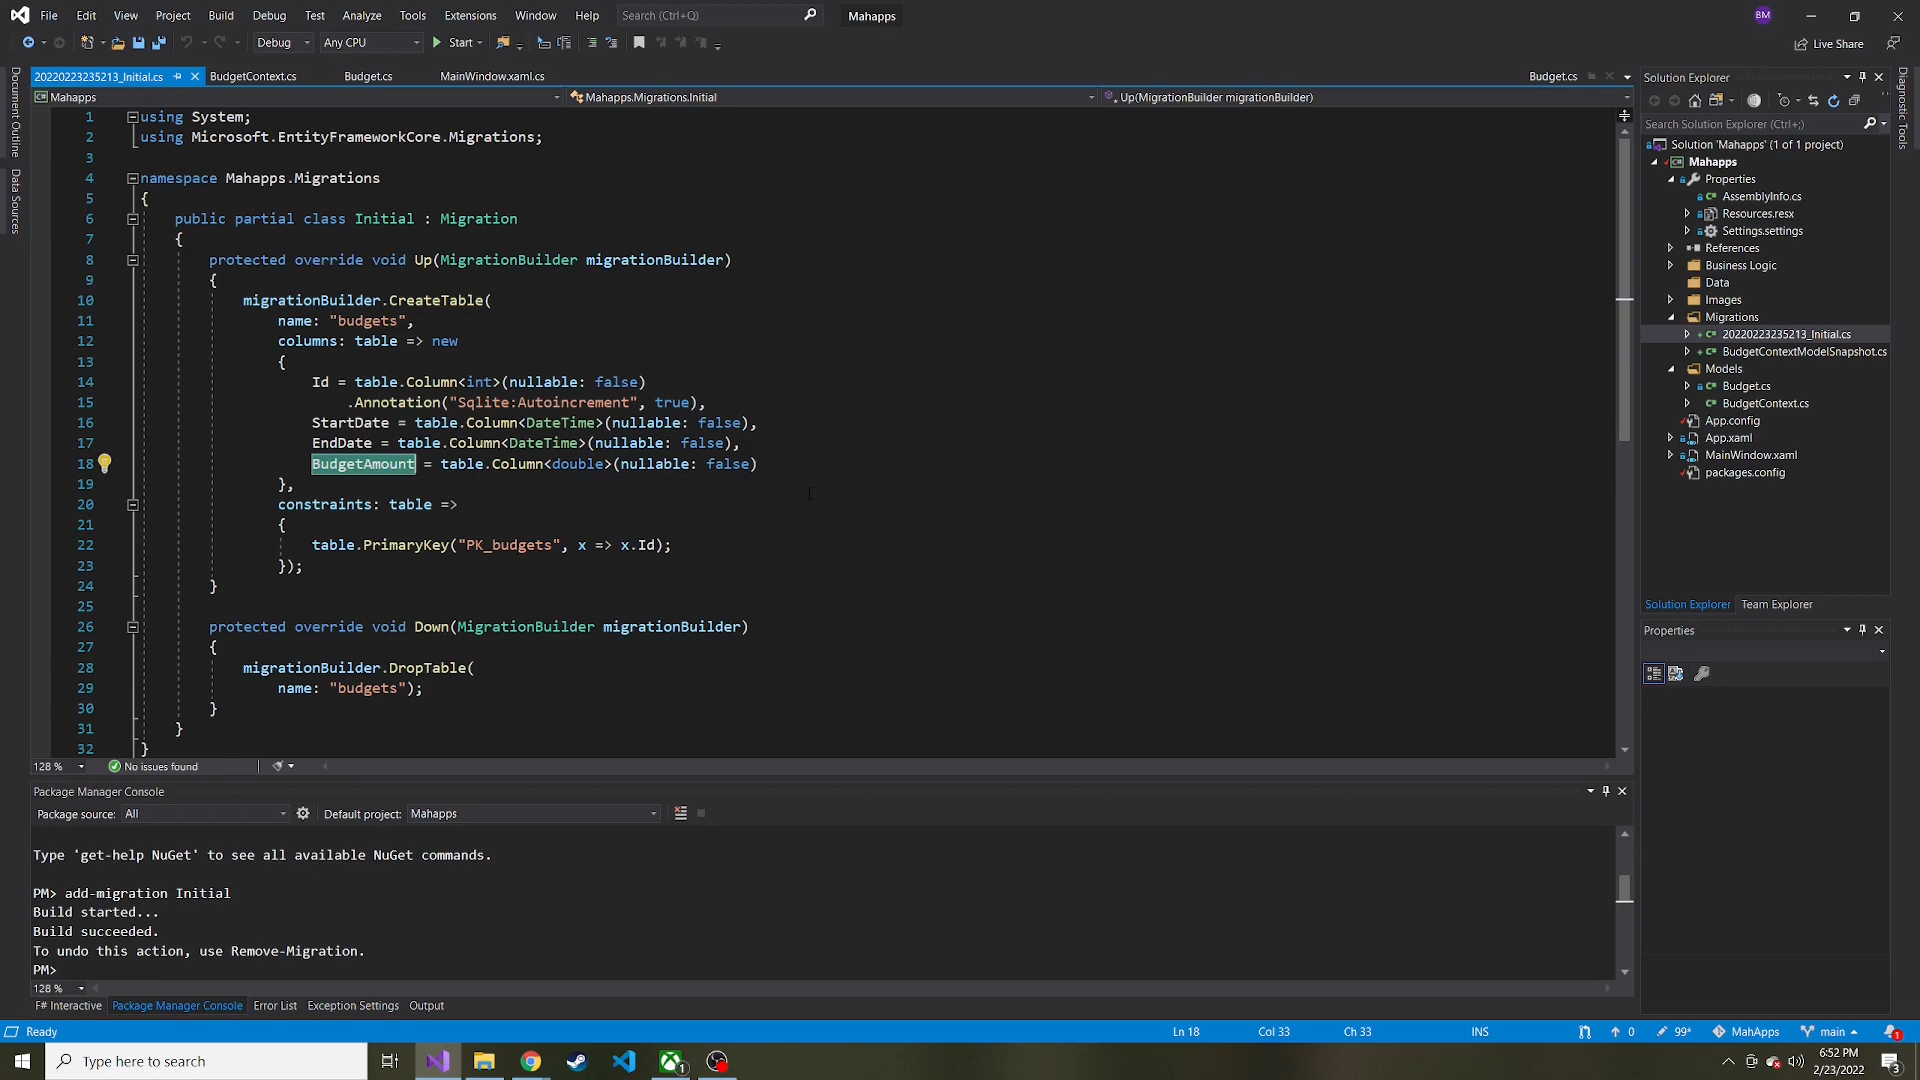 File Edit View Project Build Debug Test Analyze Tools Extensions Window Help Search (Ctrl+Q) Mahapps BM
Debug Any CPU Start Live Share
20220223235213_Initial.cs BudgetContext.cs Budget.cs MainWindow.xaml.cs Budget.cs
Mahapps Mahapps.Migrations.Initial Up(MigrationBuilder migrationBuilder)
Document Outline
Data Sources
1 using System;
2 using Microsoft.EntityFrameworkCore.Migrations;
3
4 namespace Mahapps.Migrations
5 {
6 public partial class Initial : Migration
7 {
8 protected override void Up(MigrationBuilder migrationBuilder)
9 {
10 migrationBuilder.CreateTable(
11 name: "budgets",
12 columns: table => new
13 {
14 Id = table.Column<int>(nullable: false)
15 .Annotation("Sqlite:Autoincrement", true),
16 StartDate = table.Column<DateTime>(nullable: false),
17 EndDate = table.Column<DateTime>(nullable: false),
18 BudgetAmount = table.Column<double>(nullable: false)
19 },
20 constraints: table =>
21 {
22 table.PrimaryKey("PK_budgets", x => x.Id);
23 });
24 }
25
26 protected override void Down(MigrationBuilder migrationBuilder)
27 {
28 migrationBuilder.DropTable(
29 name: "budgets");
30 }
31 }
32 }
128 % No issues found
Package Manager Console
Package source: All Default project: Mahapps
Type 'get-help NuGet' to see all available NuGet commands.
PM> add-migration Initial
Build started...
Build succeeded.
To undo this action, use Remove-Migration.
PM>
128 %
F# Interactive Package Manager Console Error List Exception Settings Output
Solution Explorer
Search Solution Explorer (Ctrl+;)
Solution 'Mahapps' (1 of 1 project)
Mahapps
Properties
AssemblyInfo.cs
Resources.resx
Settings.settings
References
Business Logic
Data
Images
Migrations
20220223235213_Initial.cs
BudgetContextModelSnapshot.cs
Models
Budget.cs
BudgetContext.cs
App.config
App.xaml
MainWindow.xaml
packages.config
Solution Explorer Team Explorer
Properties
Diagnostic Tools
Ready Ln 18 Col 33 Ch 33 INS 0 99* MahApps main 1
Type here to search 1 6:52 PM
2/23/2022 3